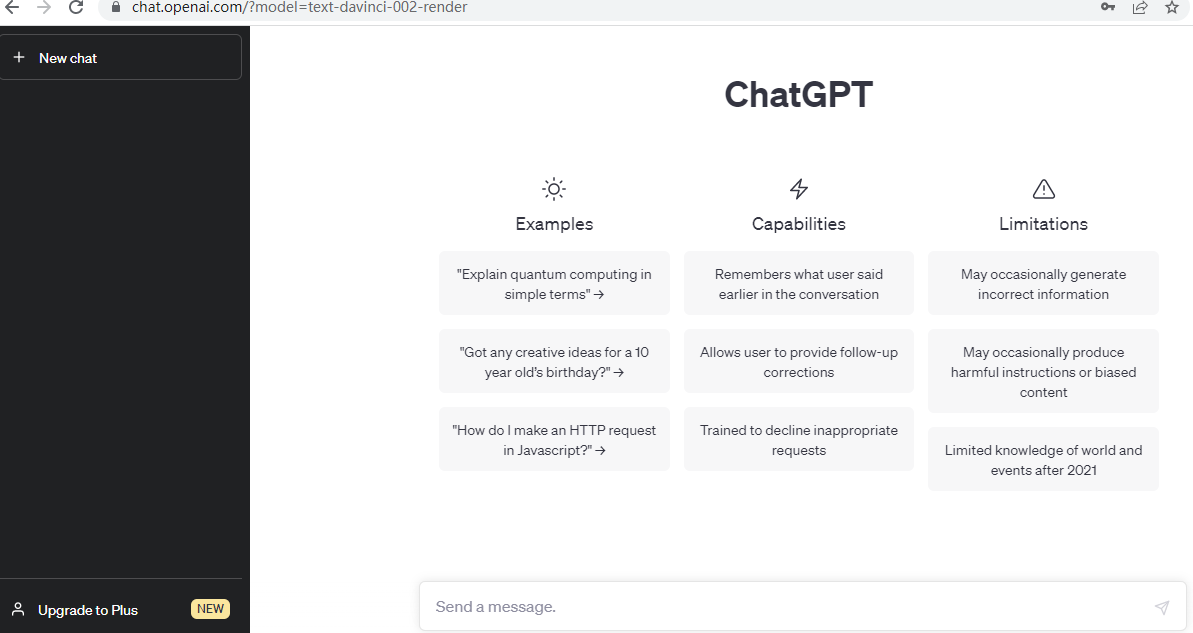 chat.openai.com/?model=text-davinci-002-render
New chat
ChatGPT
Examples
"Explain quantum computing in
simple terms" →
"Got any creative ideas for a 10
year old's birthday?" →
"How do I make an HTTP request
in Javascript?" →
Capabilities
Remembers what user said
earlier in the conversation
Allows user to provide follow-up
corrections
Trained to decline inappropriate
requests
Limitations
May occasionally generate
incorrect information
May occasionally produce
harmful instructions or biased
content
Limited knowledge of world and
events after 2021
Upgrade to Plus NEW
Send a message.